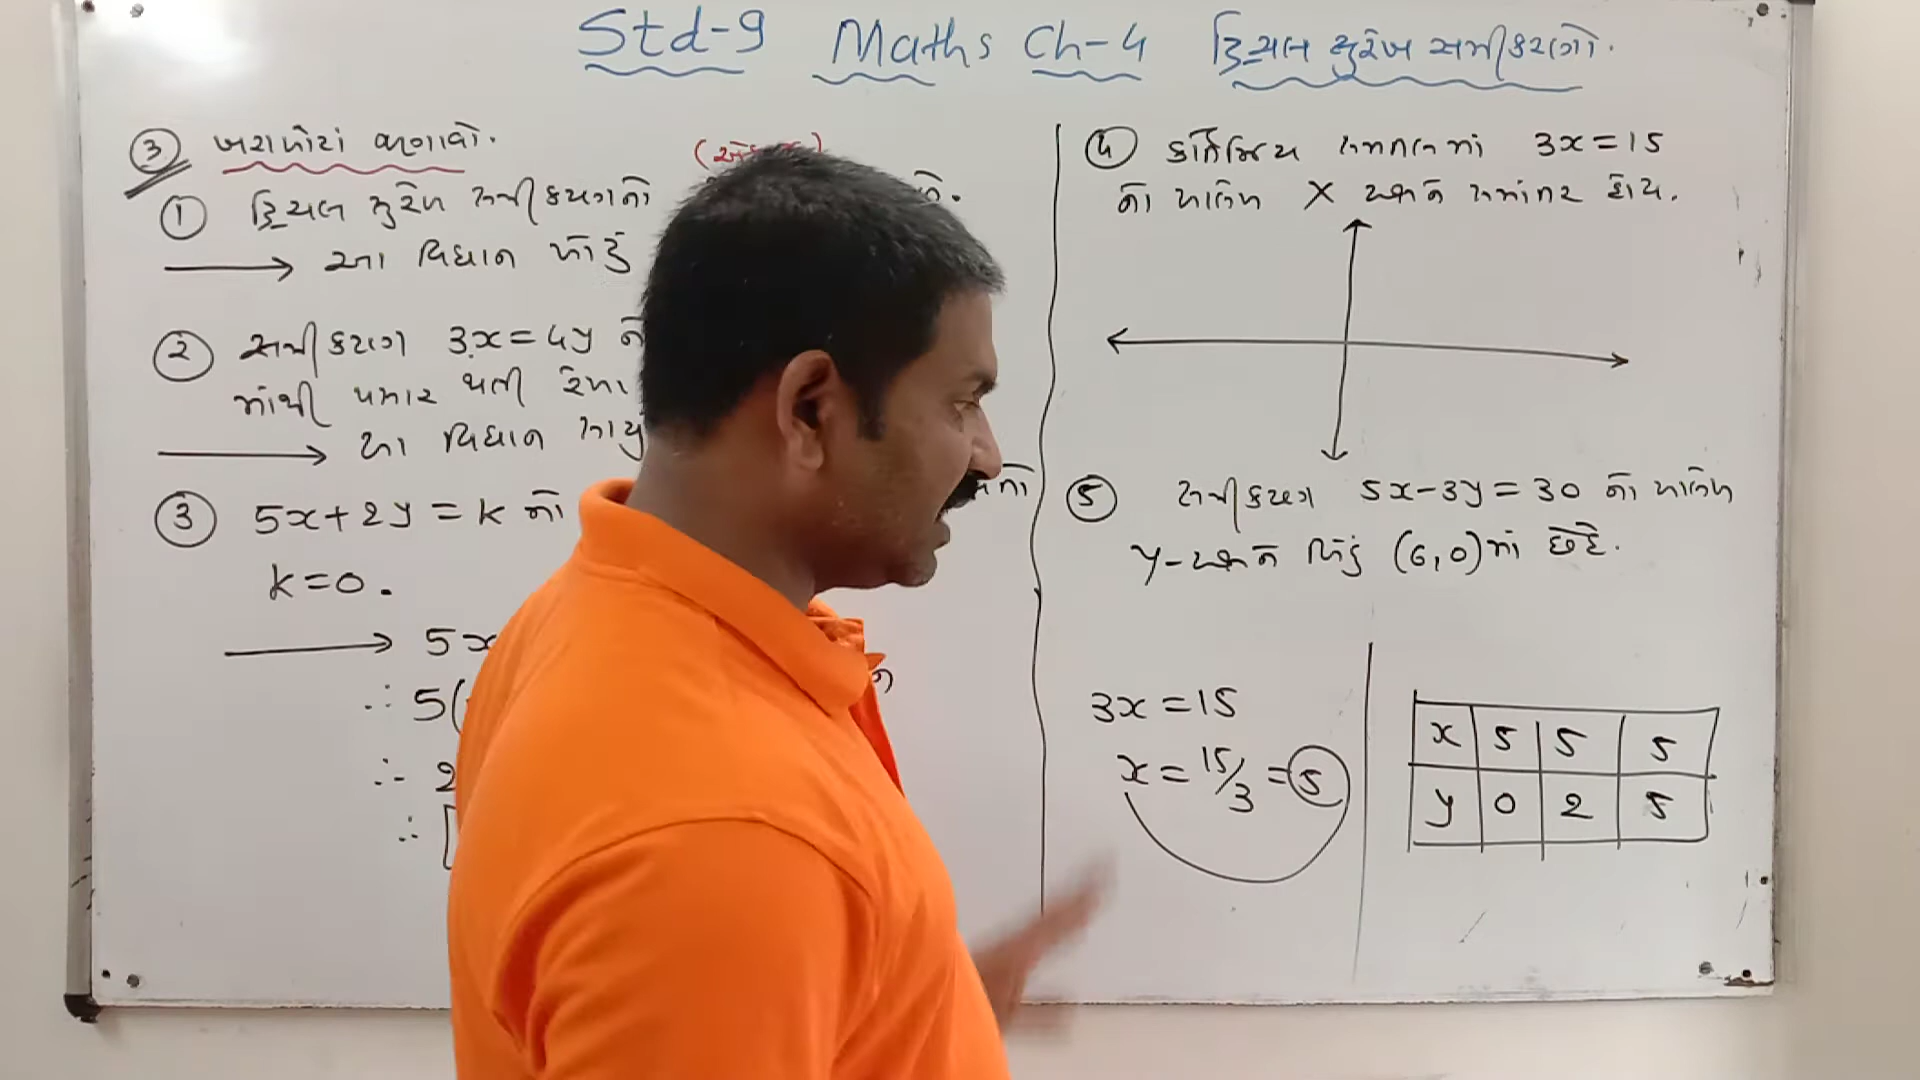 Std-9 Maths Ch-4 દ્વિચલ સુરેખ સમીકરણો.
③ ખરાખોટાં જણાવો.
① દ્વિચલ સુરેખ સમીકરણનો
→ આ વિધાન ખોટું
② સમીકરણ 3x=4y ને
માંથી પસાર થતી રેખા
→ આ વિધાન સાચું
③ 5x+2y=k નો
k=0.
→ 5x
∴ 5(
∴ 2
∴
④ કાર્તેઝિય સમતલમાં 3x=15
નો આલેખ X અક્ષને સમાંતર હોય.
⑤ સમીકરણ 5x-3y=30 નો આલેખ
y-અક્ષને બિંદુ (6,0)માં છેદે.
3x=15
x=15/3=5
x 5 5 5
y 0 2 5